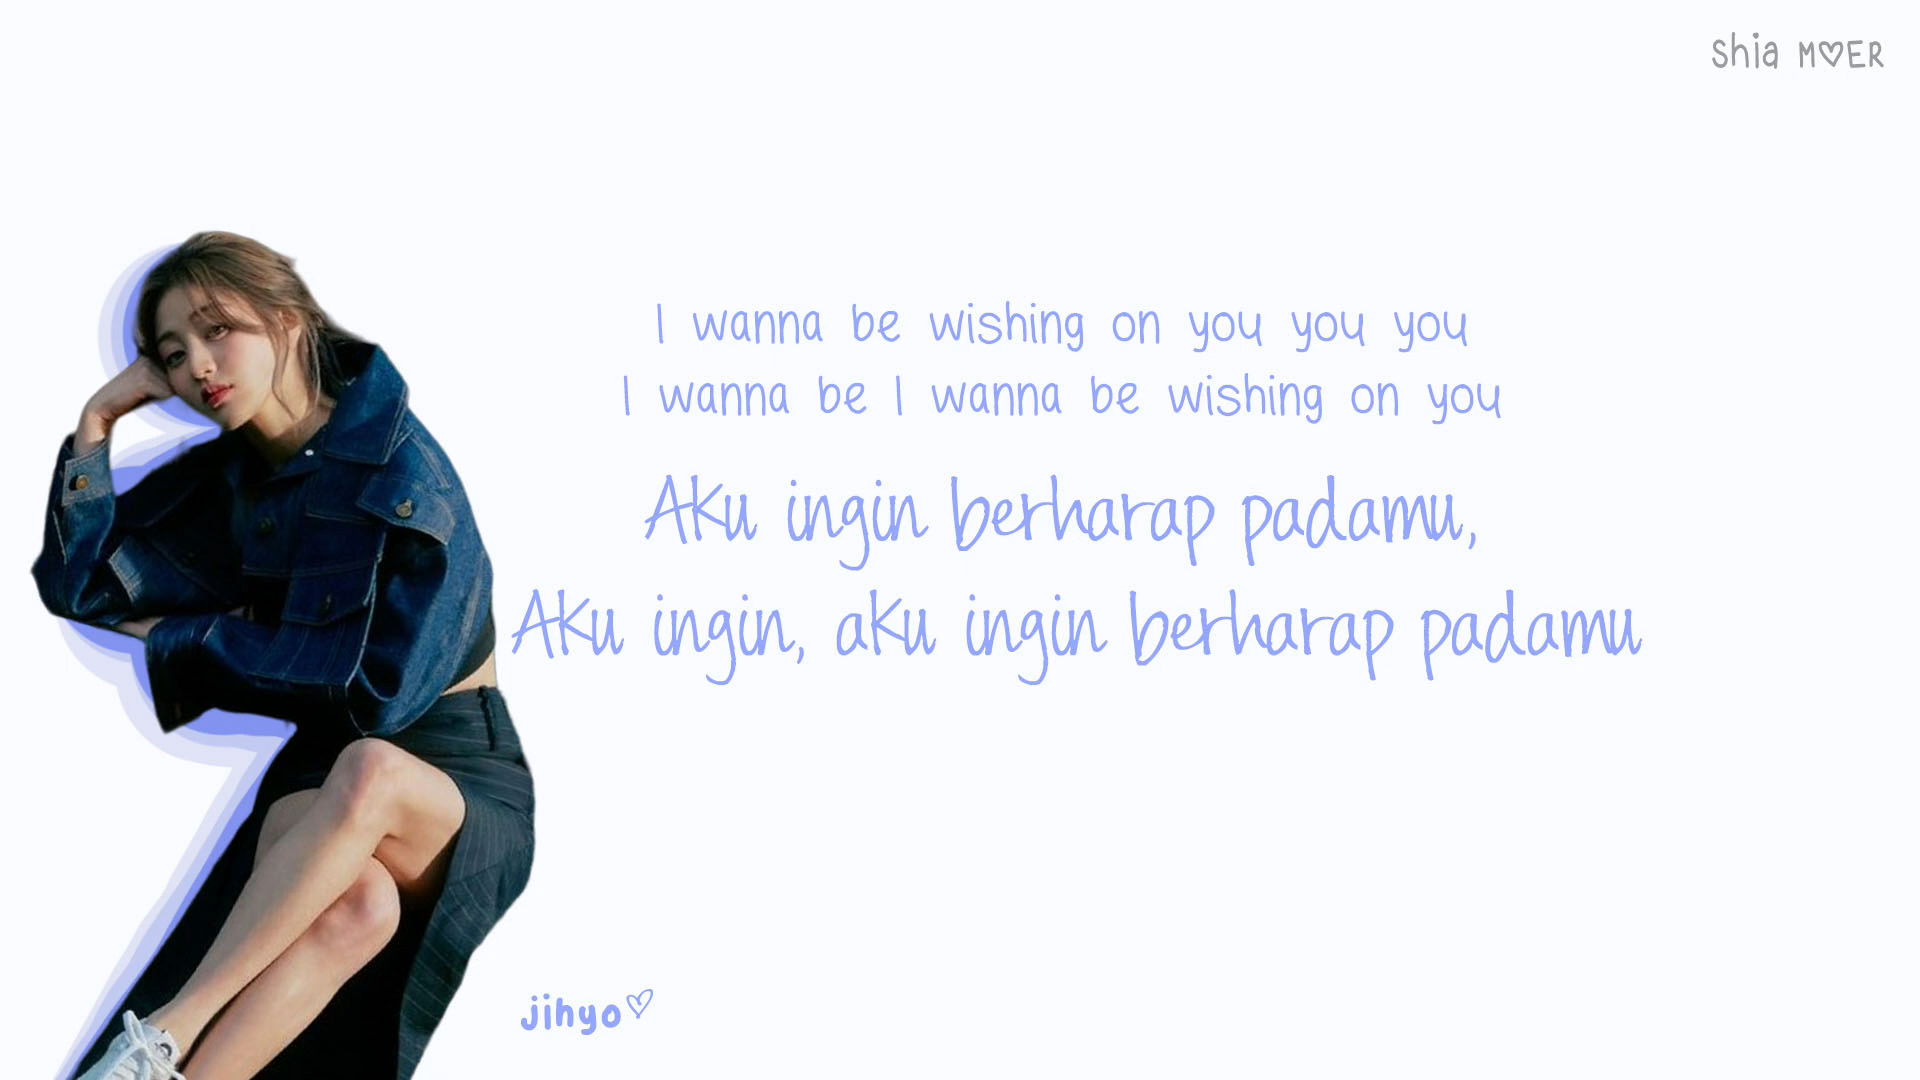 Shia M♡ER
I wanna be wishing on you you you
I wanna be I wanna be wishing on you
Aku ingin berharap padamu,
Aku ingin, aku ingin berharap padamu
jihyo♡